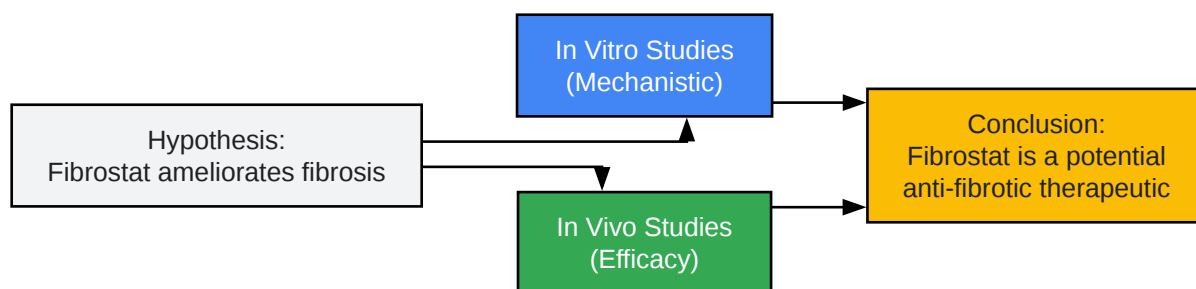 Hypothesis:
Fibrostat ameliorates fibrosis
In Vitro Studies
(Mechanistic)
In Vivo Studies
(Efficacy)
Conclusion:
Fibrostat is a potential
anti-fibrotic therapeutic